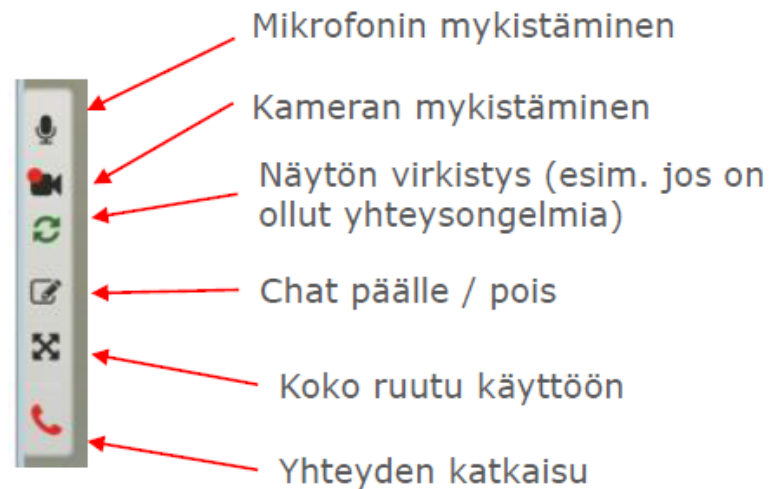 Mikrofonin mykistäminen
Kameran mykistäminen
Näytön virkistys (esim. jos on
ollut yhteysongelmia)
Chat päälle / pois
Koko ruutu käyttöön
Yhteyden katkaisu